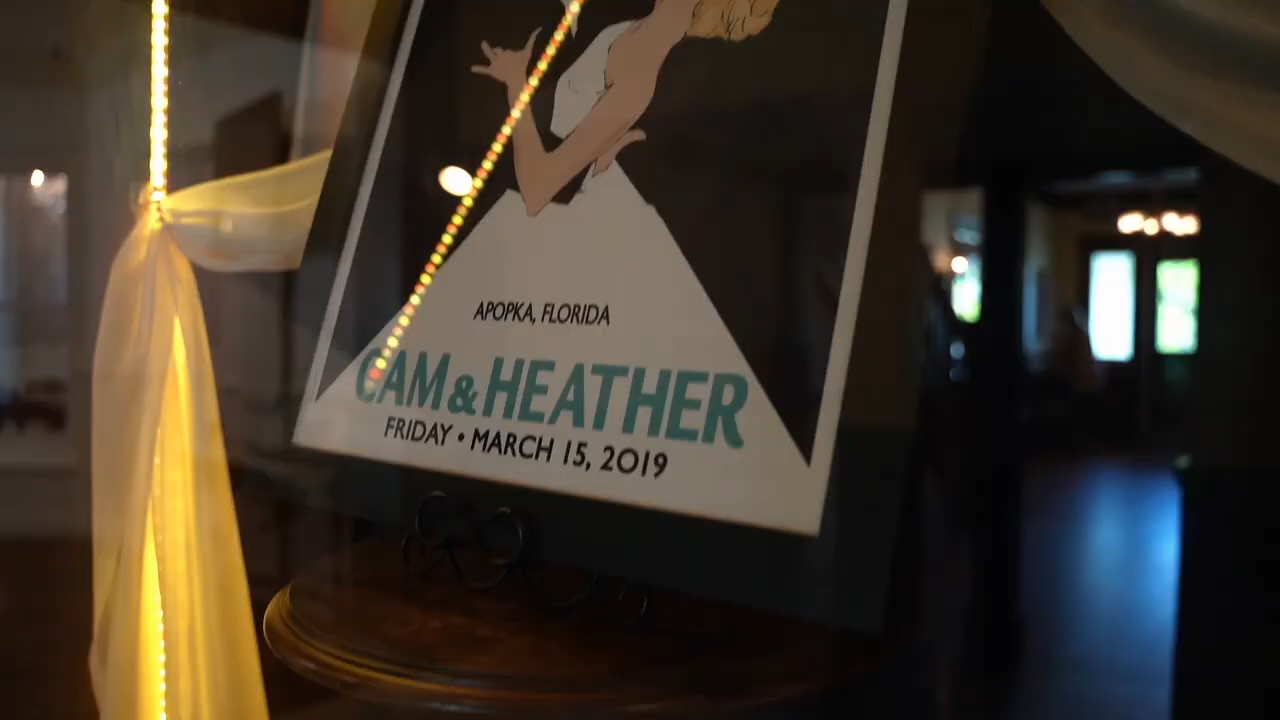 APOPKA, FLORIDA
CAM & HEATHER
FRIDAY • MARCH 15, 2019